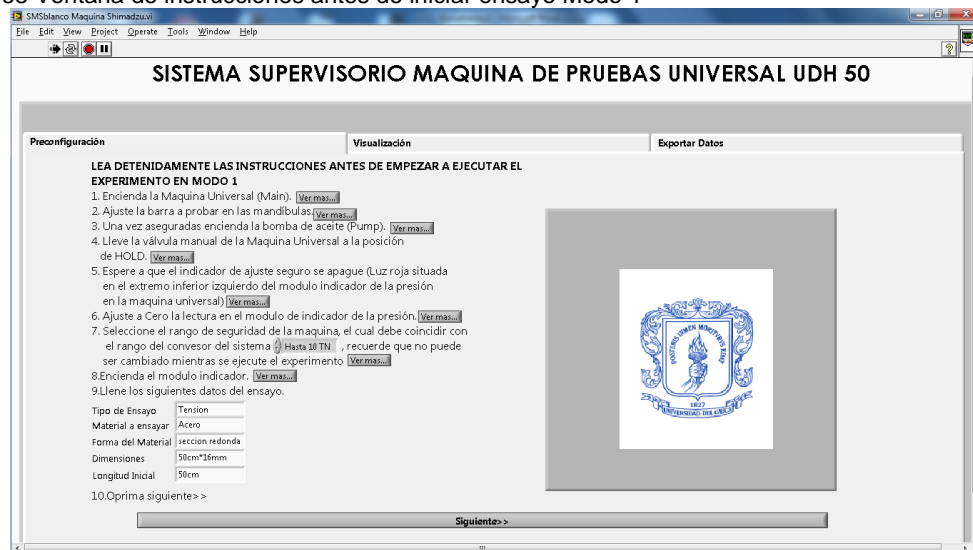 Ventana de instrucciones antes de iniciar ensayo Modo 1
SMSblanco Maquina Shimadzu.vi
File Edit View Project Operate Tools Window Help
SISTEMA SUPERVISORIO MAQUINA DE PRUEBAS UNIVERSAL UDH 50
Preconfiguración
Visualización
Exportar Datos
LEA DETENIDAMENTE LAS INSTRUCCIONES ANTES DE EMPEZAR A EJECUTAR EL
EXPERIMENTO EN MODO 1
1. Encienda la Maquina Universal (Main). Ver mas...
2. Ajuste la barra a probar en las mandíbulas. Ver mas...
3. Una vez aseguradas encienda la bomba de aceite (Pump). Ver mas...
4. Lleve la válvula manual de la Maquina Universal a la posición
de HOLD. Ver mas...
5. Espere a que el indicador de ajuste seguro se apague (Luz roja situada
en el extremo inferior izquierdo del modulo indicador de la presión
en la maquina universal) Ver mas...
6. Ajuste a Cero la lectura en el modulo de indicador de la presión. Ver mas...
7. Seleccione el rango de seguridad de la maquina, el cual debe coincidir con
el rango del convesor del sistema Hasta 10 TN , recuerde que no puede
ser cambiado mientras se ejecute el experimento Ver mas...
8.Encienda el modulo indicador. Ver mas...
9.Llene los siguientes datos del ensayo.
Tipo de Ensayo Tension
Material a ensayar Acero
Forma del Material seccion redonda
Dimensiones 50cm*16mm
Longitud Inicial 50cm
10.Oprima siguiente>>
Siguiente>>
POSTERIS LUMEN MORITURUS EDAT
1827
UNIVERSIDAD DEL CAUCA